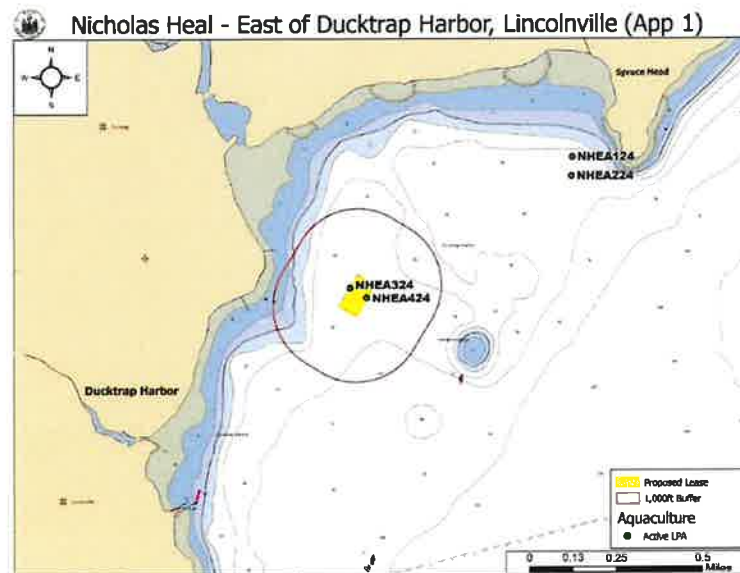 Nicholas Heal - East of Ducktrap Harbor, Lincolnville (App 1)
N
W E
S
Spruce Head
NHEA124
NHEA224
NHEA324
NHEA424
Ducktrap Harbor
Proposed Lease
1,000ft Buffer
Aquaculture
Active LPA
0 0.13 0.25 0.5
Miles